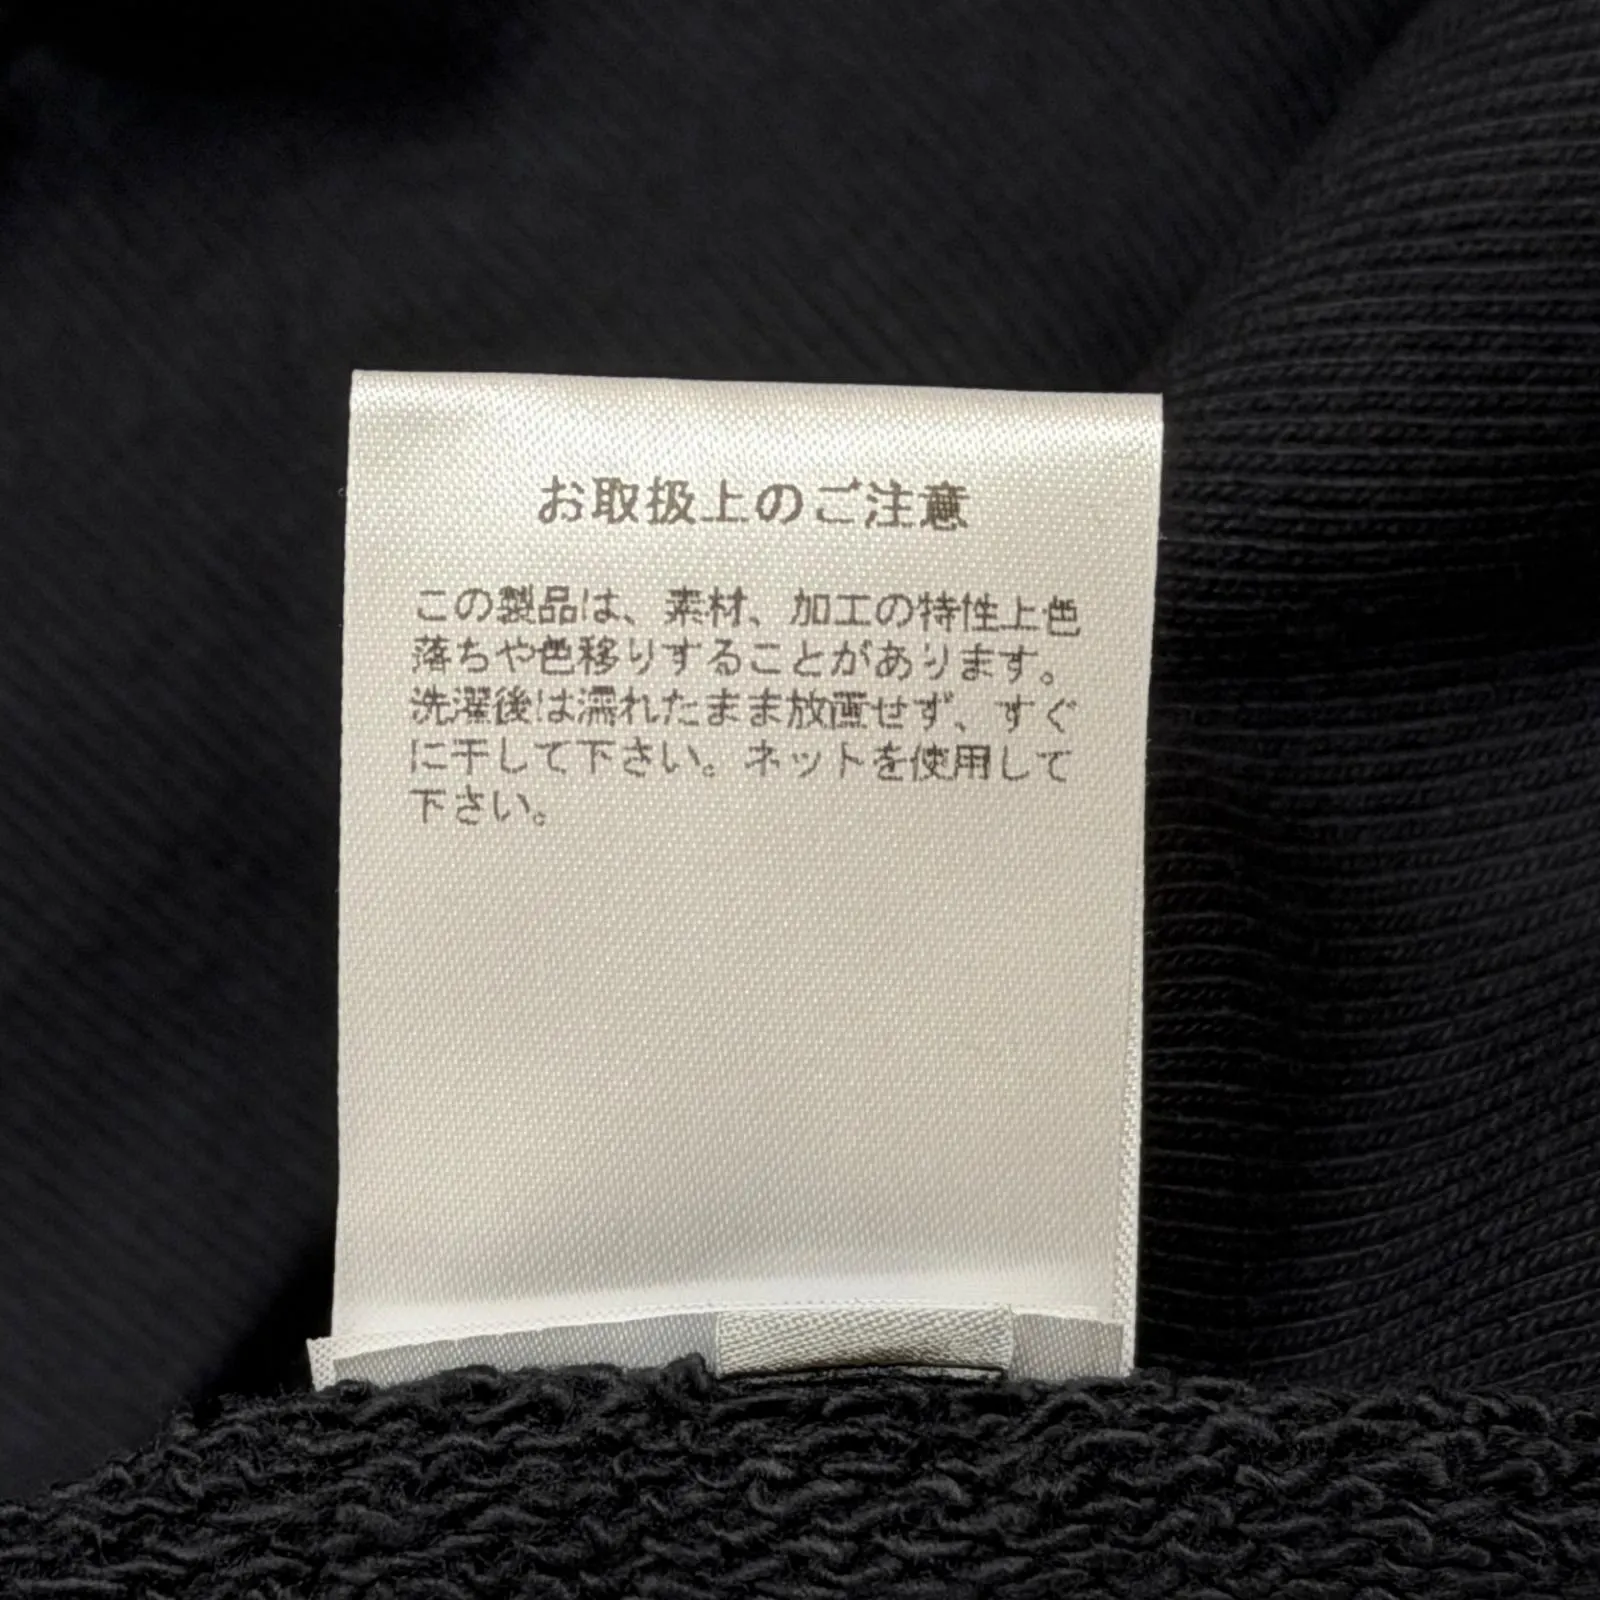 お取扱上のご注意
この製品は、素材、加工の特性上色
落ちや色移りすることがあります。
洗濯後は濡れたまま放置せず、すぐ
に干して下さい。ネットを使用して
下さい。